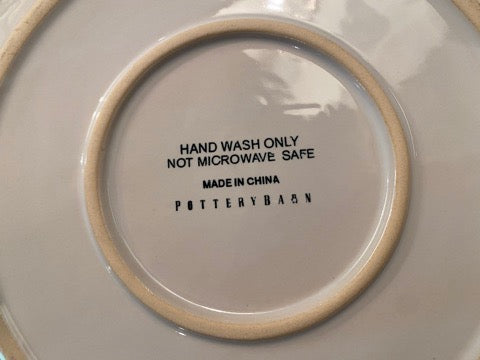 HAND WASH ONLY
NOT MICROWAVE SAFE
MADE IN CHINA
POTTERYBARN